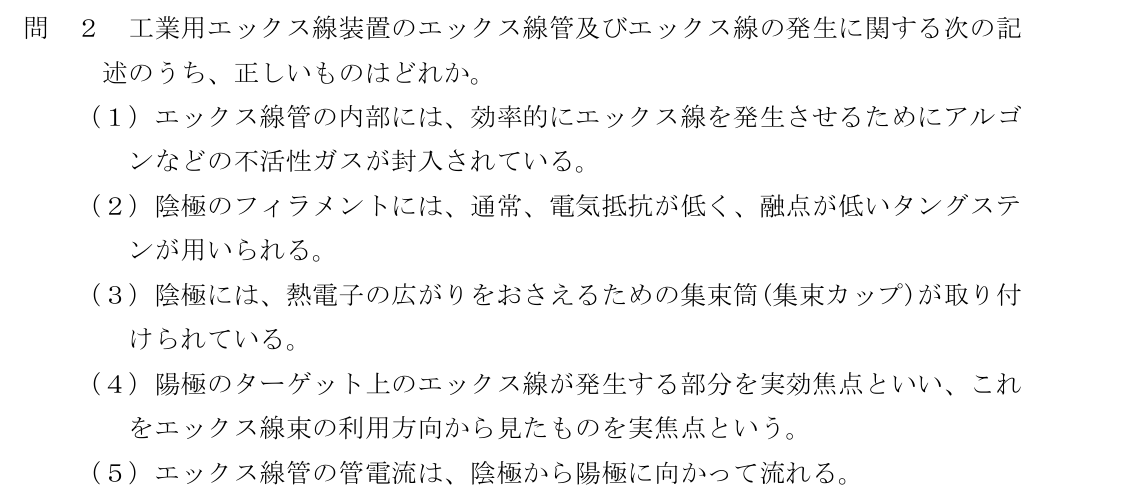 問　２　工業用エックス線装置のエックス線管及びエックス線の発生に関する次の記
述のうち、正しいものはどれか。
（１）エックス線管の内部には、効率的にエックス線を発生させるためにアルゴ
ンなどの不活性ガスが封入されている。
（２）陰極のフィラメントには、通常、電気抵抗が低く、融点が低いタングステ
ンが用いられる。
（３）陰極には、熱電子の広がりをおさえるための集束筒(集束カップ)が取り付
けられている。
（４）陽極のターゲット上のエックス線が発生する部分を実効焦点といい、これ
をエックス線束の利用方向から見たものを実焦点という。
（５）エックス線管の管電流は、陰極から陽極に向かって流れる。